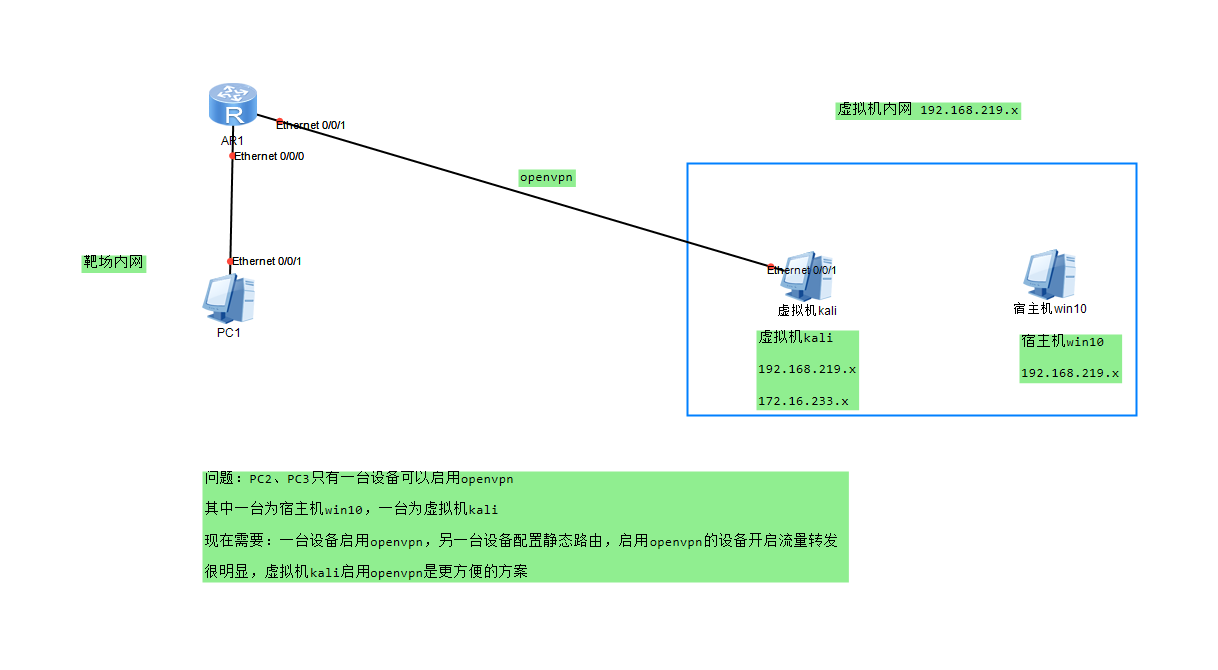 虚拟机内网 192.168.219.x
Ethernet 0/0/1
AR1
Ethernet 0/0/0
openvpn
靶场内网
Ethernet 0/0/1
PC1
Ethernet 0/0/1
虚拟机kali
宿主机win10
虚拟机kali
192.168.219.x
172.16.233.x
宿主机win10
192.168.219.x
问题：PC2、PC3只有一台设备可以启用openvpn
其中一台为宿主机win10，一台为虚拟机kali
现在需要：一台设备启用openvpn，另一台设备配置静态路由，启用openvpn的设备开启流量转发
很明显，虚拟机kali启用openvpn是更方便的方案